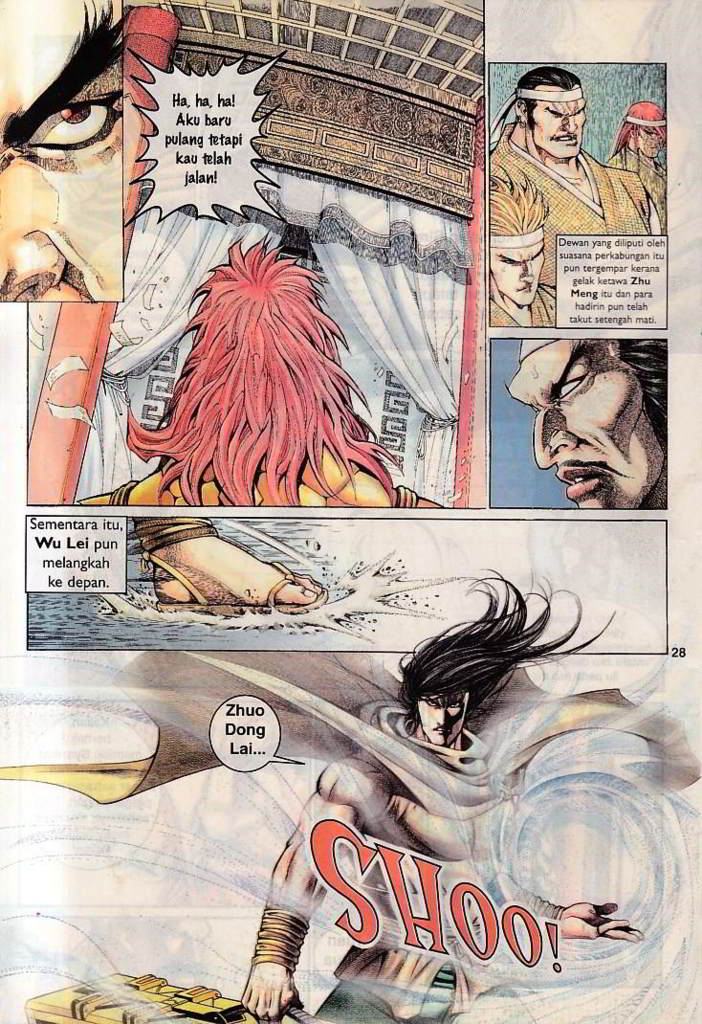 Ha, ha, ha!
Aku baru
pulang tetapi
kau telah
jalan!
Dewan yang diliputi oleh
suasana perkabungan itu
pun tergempar kerana
gelak ketawa Zhu
Meng itu dan para
hadirin pun telah
takut setengah mati.
Sementara itu,
Wu Lei pun
melangkah
ke depan.
28
Zhuo
Dong
Lai...
SHOO!